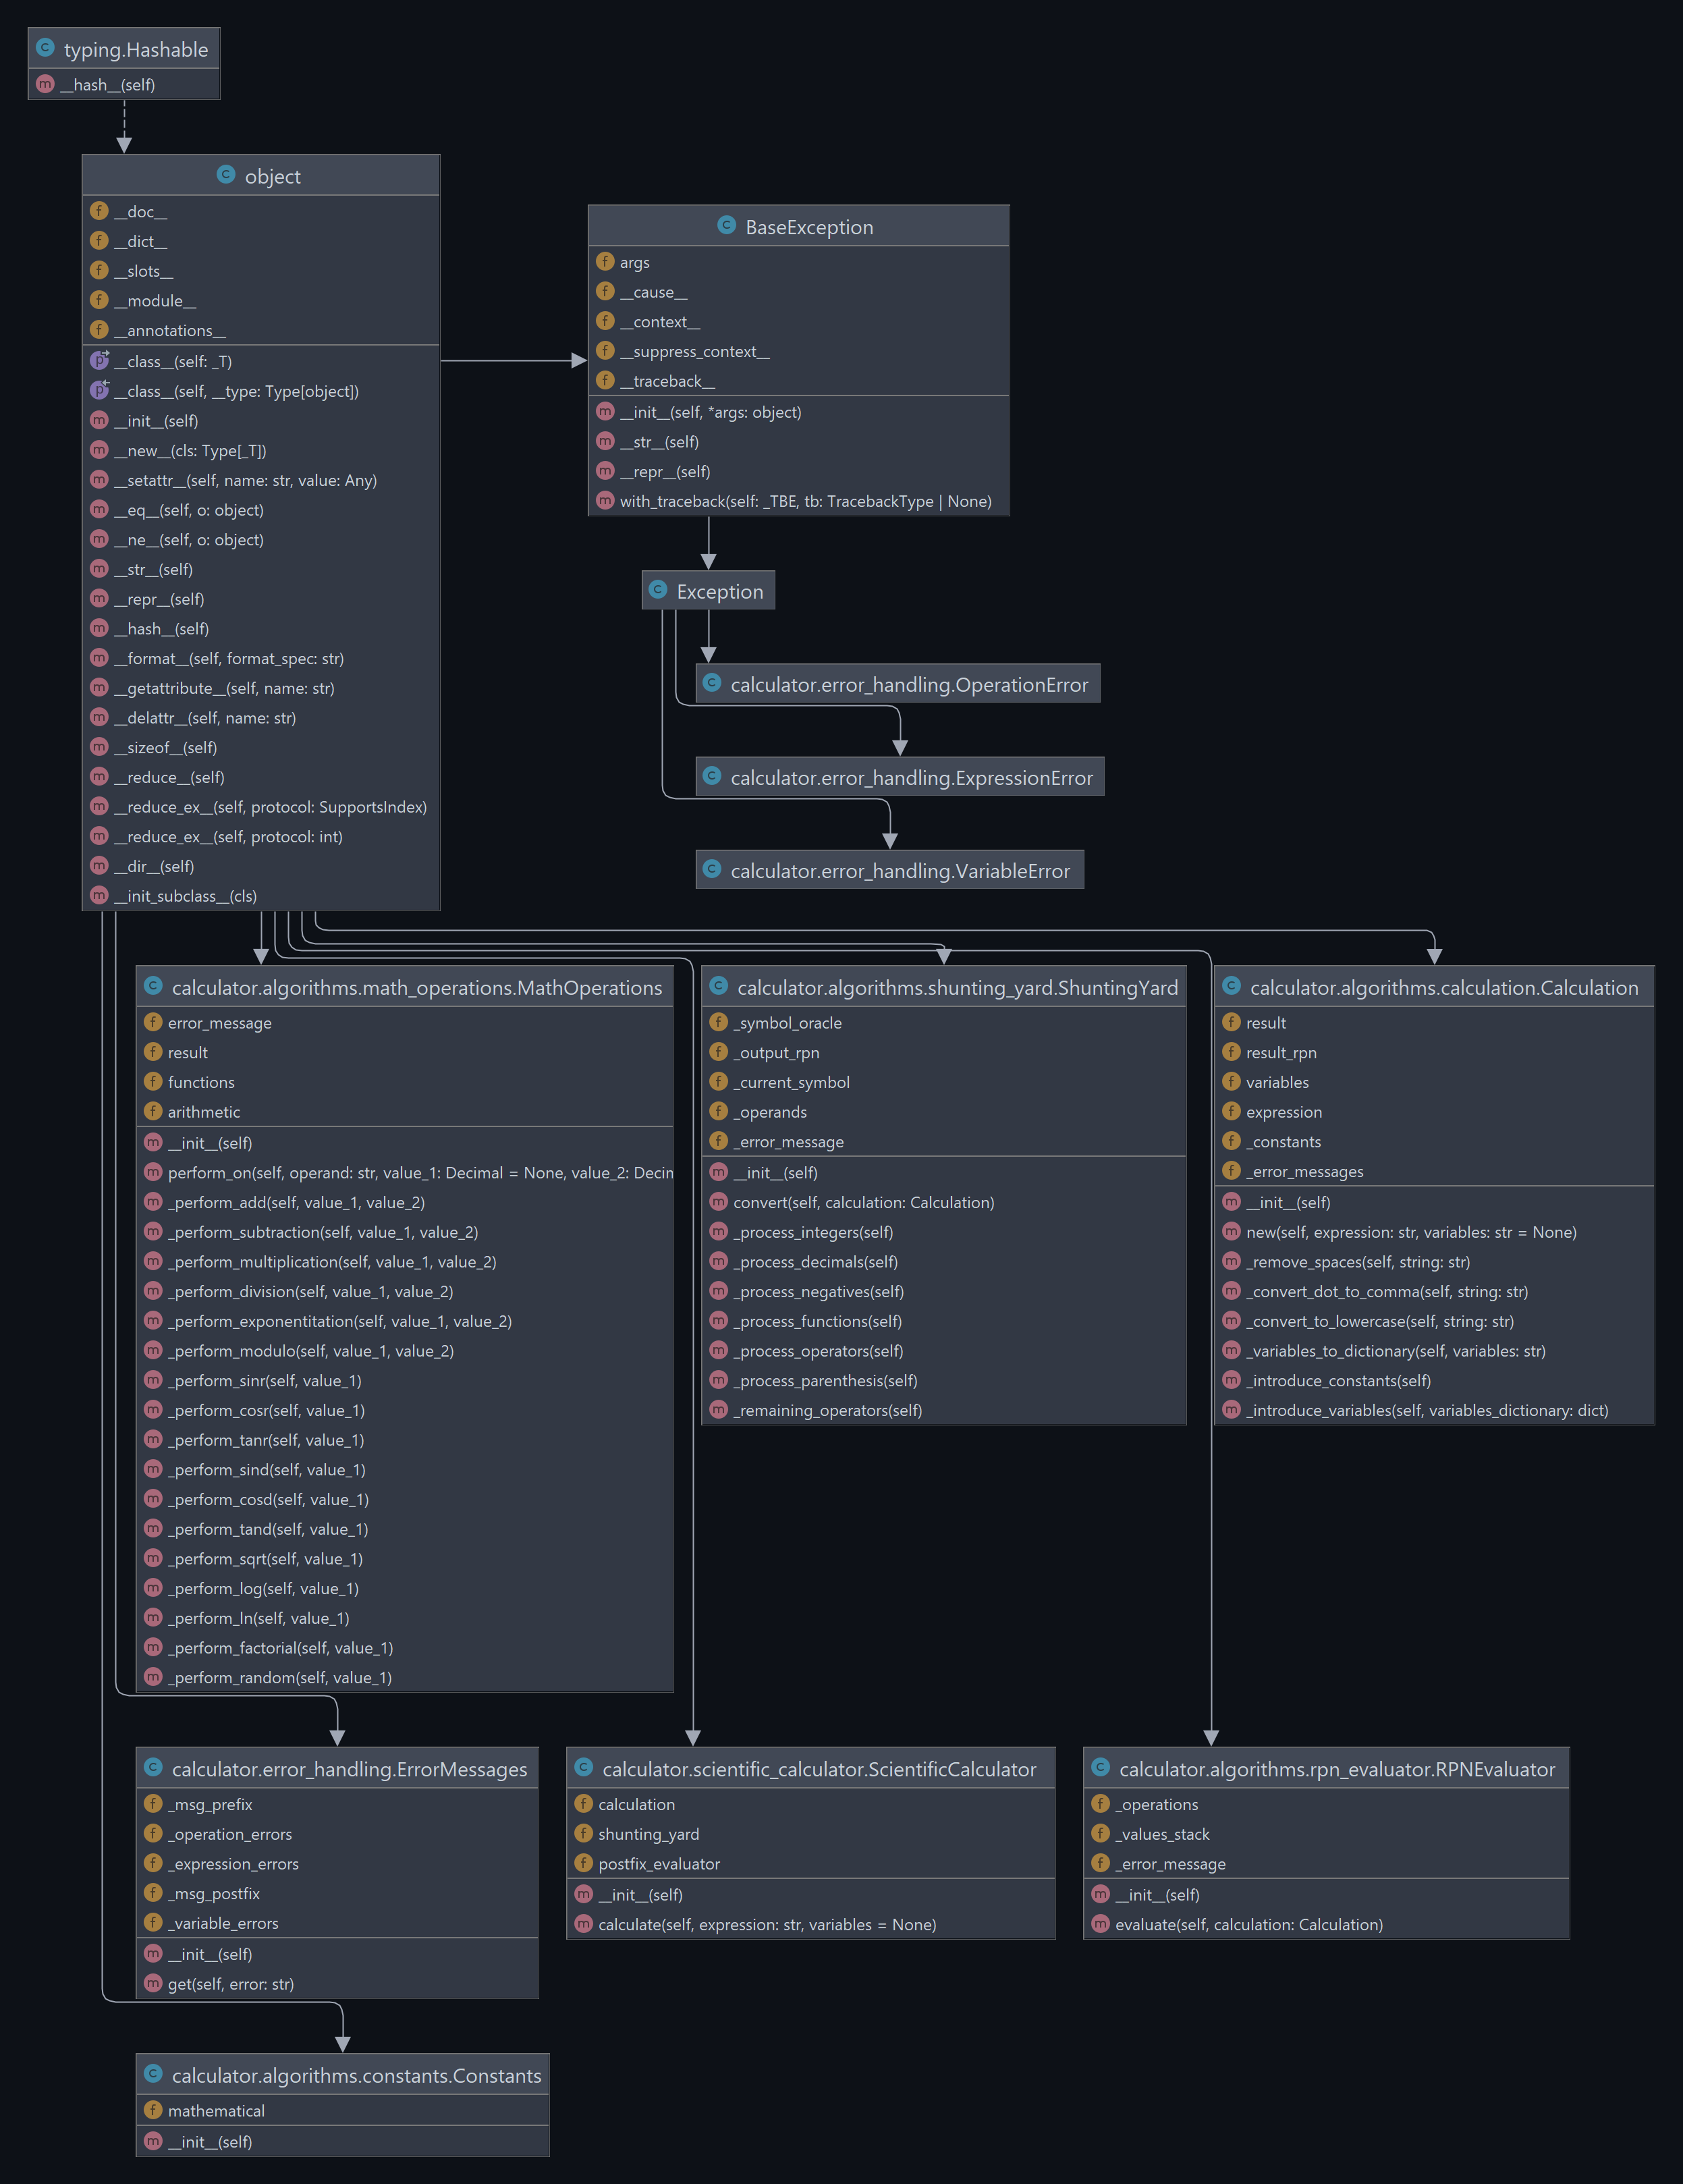 typing.Hashable
__hash__(self)
object
__doc__
__dict__
__slots__
__module__
__annotations__
__class__(self: _T)
__class__(self, __type: Type[object])
__init__(self)
__new__(cls: Type[_T])
__setattr__(self, name: str, value: Any)
__eq__(self, o: object)
__ne__(self, o: object)
__str__(self)
__repr__(self)
__hash__(self)
__format__(self, format_spec: str)
__getattribute__(self, name: str)
__delattr__(self, name: str)
__sizeof__(self)
__reduce__(self)
__reduce_ex__(self, protocol: SupportsIndex)
__reduce_ex__(self, protocol: int)
__dir__(self)
__init_subclass__(cls)
BaseException
args
__cause__
__context__
__suppress_context__
__traceback__
__init__(self, *args: object)
__str__(self)
__repr__(self)
with_traceback(self: _TBE, tb: TracebackType | None)
Exception
calculator.error_handling.OperationError
calculator.error_handling.ExpressionError
calculator.error_handling.VariableError
calculator.algorithms.math_operations.MathOperations
error_message
result
functions
arithmetic
__init__(self)
perform_on(self, operand: str, value_1: Decimal = None, value_2: Decin
_perform_add(self, value_1, value_2)
_perform_subtraction(self, value_1, value_2)
_perform_multiplication(self, value_1, value_2)
_perform_division(self, value_1, value_2)
_perform_exponentitation(self, value_1, value_2)
_perform_modulo(self, value_1, value_2)
_perform_sinr(self, value_1)
_perform_cosr(self, value_1)
_perform_tanr(self, value_1)
_perform_sind(self, value_1)
_perform_cosd(self, value_1)
_perform_tand(self, value_1)
_perform_sqrt(self, value_1)
_perform_log(self, value_1)
_perform_ln(self, value_1)
_perform_factorial(self, value_1)
_perform_random(self, value_1)
calculator.algorithms.shunting_yard.ShuntingYard
_symbol_oracle
_output_rpn
_current_symbol
_operands
_error_message
__init__(self)
convert(self, calculation: Calculation)
_process_integers(self)
_process_decimals(self)
_process_negatives(self)
_process_functions(self)
_process_operators(self)
_process_parenthesis(self)
_remaining_operators(self)
calculator.algorithms.calculation.Calculation
result
result_rpn
variables
expression
_constants
_error_messages
__init__(self)
new(self, expression: str, variables: str = None)
_remove_spaces(self, string: str)
_convert_dot_to_comma(self, string: str)
_convert_to_lowercase(self, string: str)
_variables_to_dictionary(self, variables: str)
_introduce_constants(self)
_introduce_variables(self, variables_dictionary: dict)
calculator.error_handling.ErrorMessages
_msg_prefix
_operation_errors
_expression_errors
_msg_postfix
_variable_errors
__init__(self)
get(self, error: str)
calculator.scientific_calculator.ScientificCalculator
calculation
shunting_yard
postfix_evaluator
__init__(self)
calculate(self, expression: str, variables = None)
calculator.algorithms.rpn_evaluator.RPNEvaluator
_operations
_values_stack
_error_message
__init__(self)
evaluate(self, calculation: Calculation)
calculator.algorithms.constants.Constants
mathematical
__init__(self)